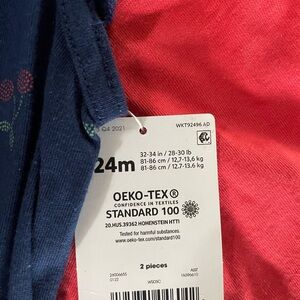 Q4 2021
WKT92496 AD
24m
32-34 in / 28-30 lb
81-86 cm / 12,7-13,6 kg
81-86 cm / 12.7-13.6 kg
OEKO-TEX®
CONFIDENCE IN TEXTILES
STANDARD 100
20.HUS.39362 HOHENSTEIN HTTI
Tested for harmful substances.
www.oeko-tex.com/standard100
2 pieces